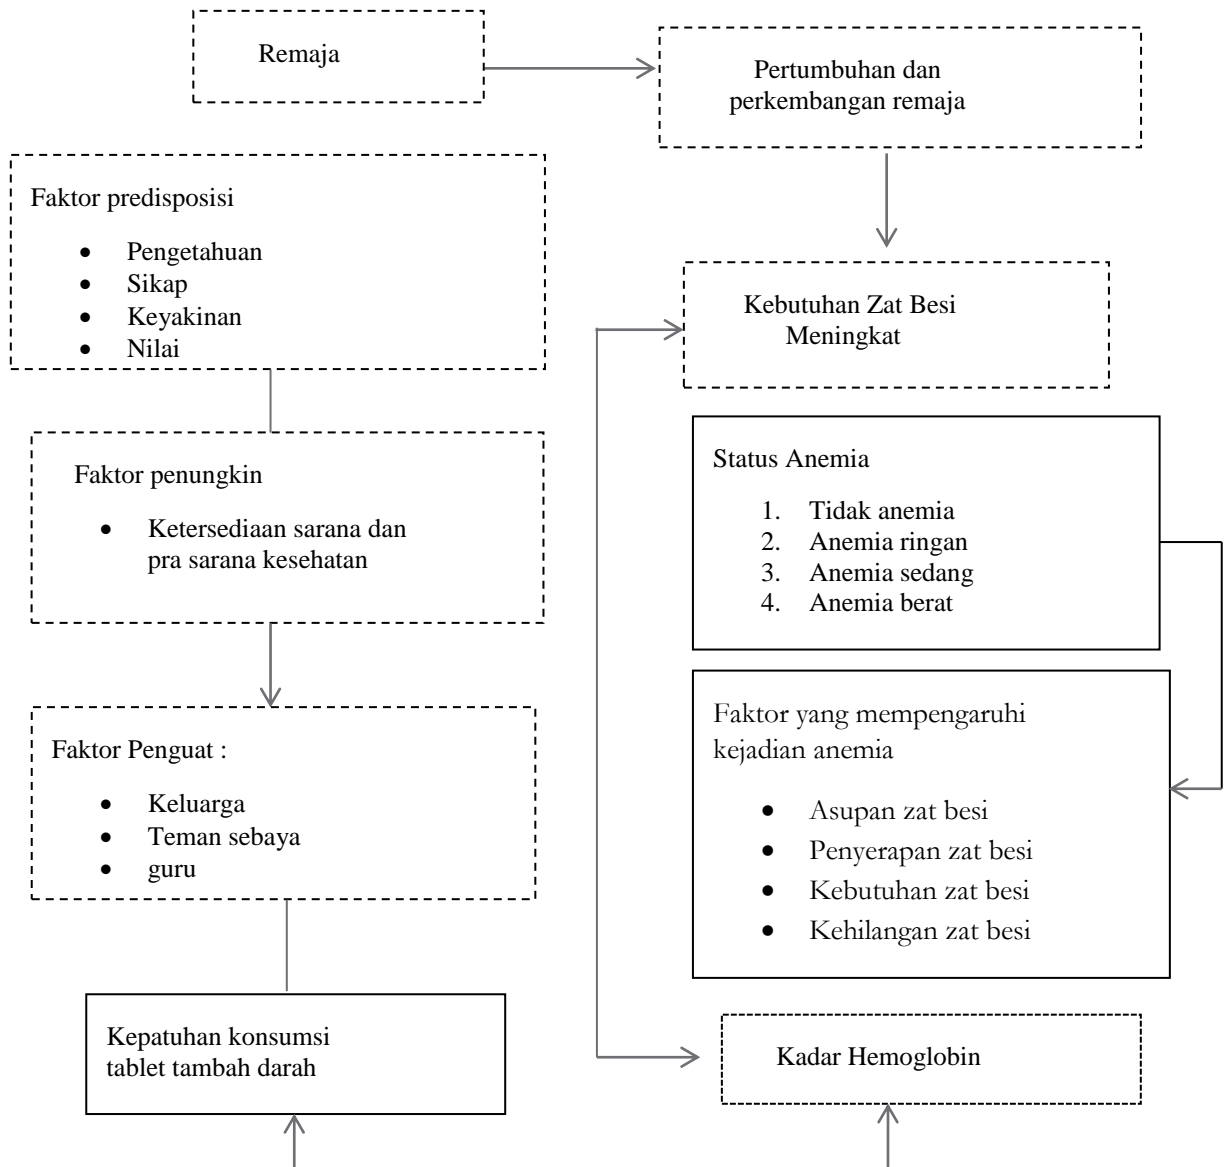 Remaja
Pertumbuhan dan
perkembangan remaja
Faktor predisposisi
• Pengetahuan
• Sikap
• Keyakinan
• Nilai
Kebutuhan Zat Besi
Meningkat
Faktor penungkin
• Ketersediaan sarana dan
pra sarana kesehatan
Status Anemia
1. Tidak anemia
2. Anemia ringan
3. Anemia sedang
4. Anemia berat
Faktor Penguat :
• Keluarga
• Teman sebaya
• guru
Faktor yang mempengaruhi
kejadian anemia
• Asupan zat besi
• Penyerapan zat besi
• Kebutuhan zat besi
• Kehilangan zat besi
Kepatuhan konsumsi
tablet tambah darah
Kadar Hemoglobin